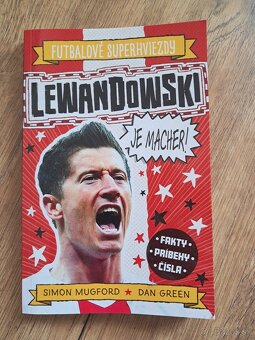 FUTBALOVÉ SUPERHVIEZDY
LEWANDOWSKI
JE MACHER!
FAKTY
PRÍBEHY
ČÍSLA
SIMON MUGFORD ★ DAN GREEN